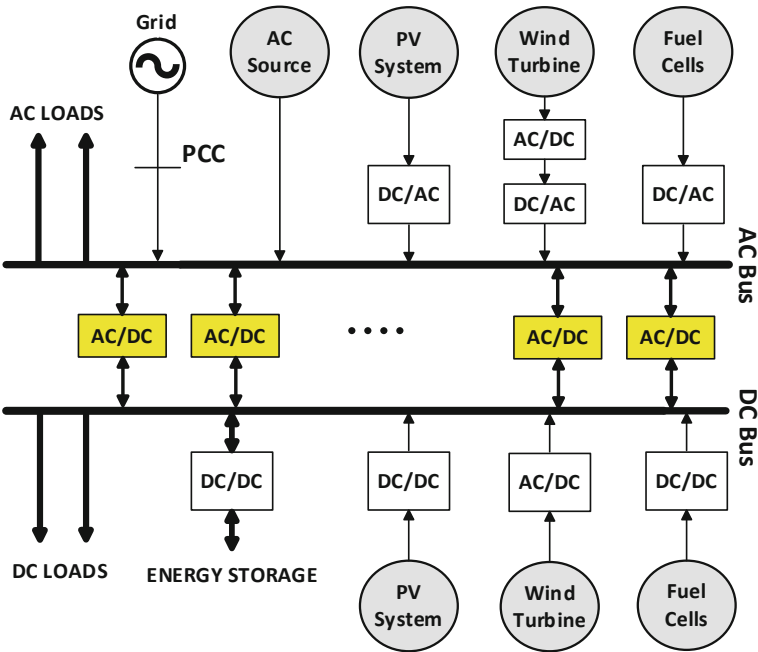 Grid
AC
Source
PV
System
Wind
Turbine
Fuel
Cells
AC LOADS
PCC
AC/DC
DC/AC
DC/AC
DC/AC
AC Bus
AC/DC
AC/DC
....
AC/DC
AC/DC
DC Bus
DC/DC
DC/DC
AC/DC
DC/DC
DC LOADS
ENERGY STORAGE
PV
System
Wind
Turbine
Fuel
Cells